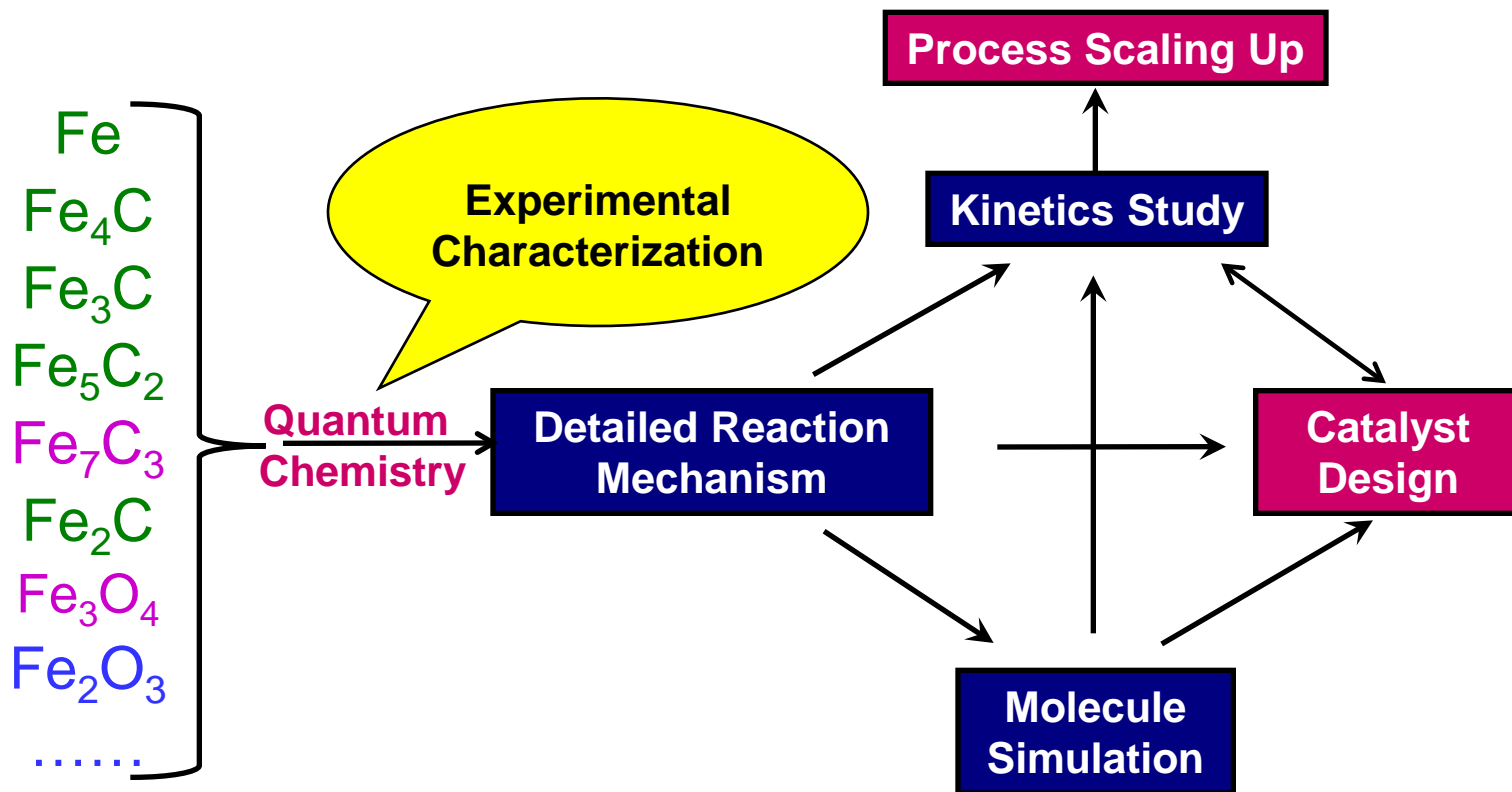 Process Scaling Up
Fe
Fe₄C
Fe₃C
Fe₅C₂
Fe₇C₃
Fe₂C
Fe₃O₄
Fe₂O₃
......
Experimental
Characterization
Quantum
Chemistry
Kinetics Study
Detailed Reaction
Mechanism
Catalyst
Design
Molecule
Simulation